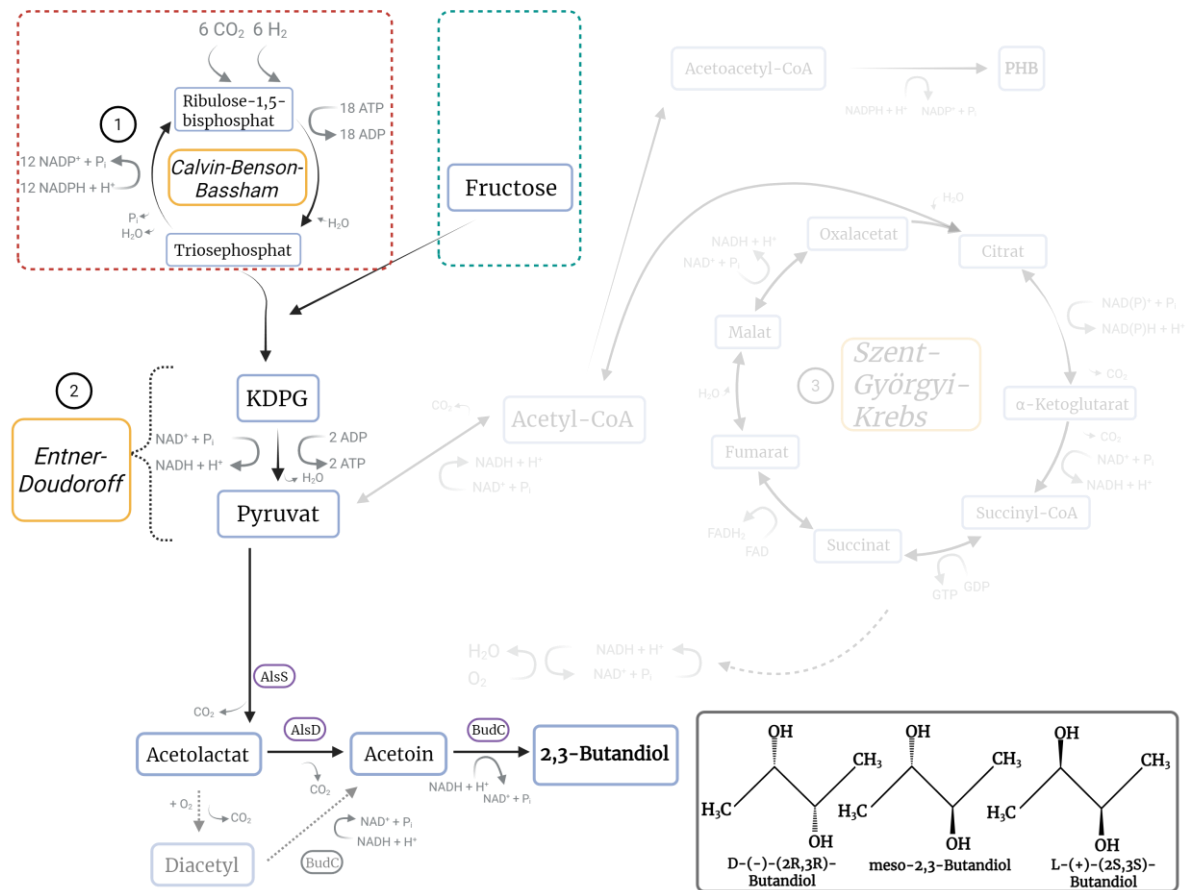 6 CO₂ 6 H₂
Ribulose-1,5-
bisphosphat
1
18 ATP
18 ADP
12 NADP⁺ + Pᵢ
12 NADPH + H⁺
Calvin-Benson-
Bassham
Pᵢ
H₂O
H₂O
Triosephosphat
Fructose
Acetoacetyl-CoA
PHB
NADPH + H⁺
NADP⁺ + Pᵢ
H₂O
Oxalacetat
Citrat
NADH + H⁺
NAD⁺ + Pᵢ
NAD(P)⁺ + Pᵢ
NAD(P)H + H⁺
Malat
3
Szent-
Györgyi-
Krebs
CO₂
H₂O
α-Ketoglutarat
CO₂
NAD⁺ + Pᵢ
NADH + H⁺
Fumarat
Succinyl-CoA
FADH₂
FAD
Succinat
GTP
GDP
2
KDPG
CO₂
Acetyl-CoA
Entner-
Doudoroff
NAD⁺ + Pᵢ
NADH + H⁺
2 ADP
2 ATP
H₂O
NADH + H⁺
NAD⁺ + Pᵢ
Pyruvat
H₂O
O₂
NADH + H⁺
NAD⁺ + Pᵢ
AlsS
CO₂
AlsD
BudC
Acetolactat
Acetoin
2,3-Butandiol
CO₂
NADH + H⁺
NAD⁺ + Pᵢ
+ O₂
CO₂
NAD⁺ + Pᵢ
NADH + H⁺
Diacetyl
BudC
OH
CH₃
H₃C
OH
D-(-)-(2R,3R)-
Butandiol
OH
CH₃
H₃C
OH
meso-2,3-Butandiol
OH
CH₃
H₃C
OH
L-(+)-(2S,3S)-
Butandiol